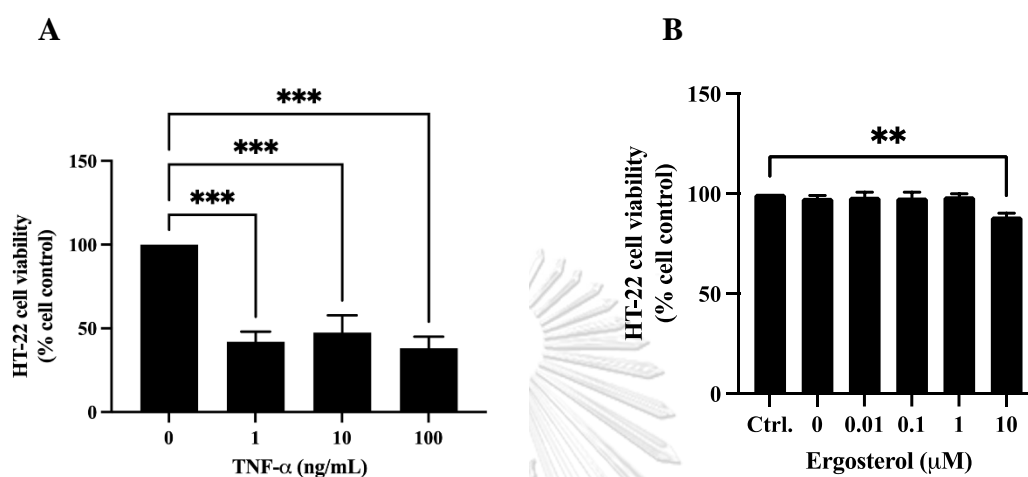 A
HT-22 cell viability
(% cell control)
150
100
50
0
***
***
***
0 1 10 100
TNF-α (ng/mL)
B
HT-22 cell viability
(% cell control)
150
100
50
0
**
Ctrl. 0 0.01 0.1 1 10
Ergosterol (μM)